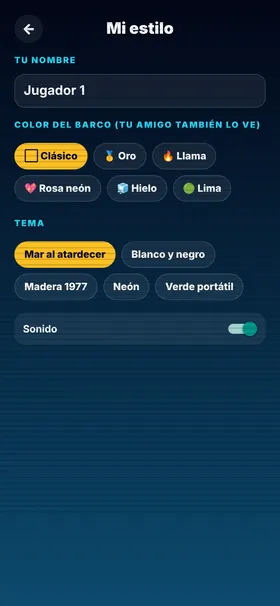 Mi estilo
TU NOMBRE
Jugador 1
COLOR DEL BARCO (TU AMIGO TAMBIÉN LO VE)
Clásico
🏅 Oro
🔥 Llama
💖 Rosa neón
🧊 Hielo
🟢 Lima
TEMA
Mar al atardecer
Blanco y negro
Madera 1977
Neón
Verde portátil
Sonido